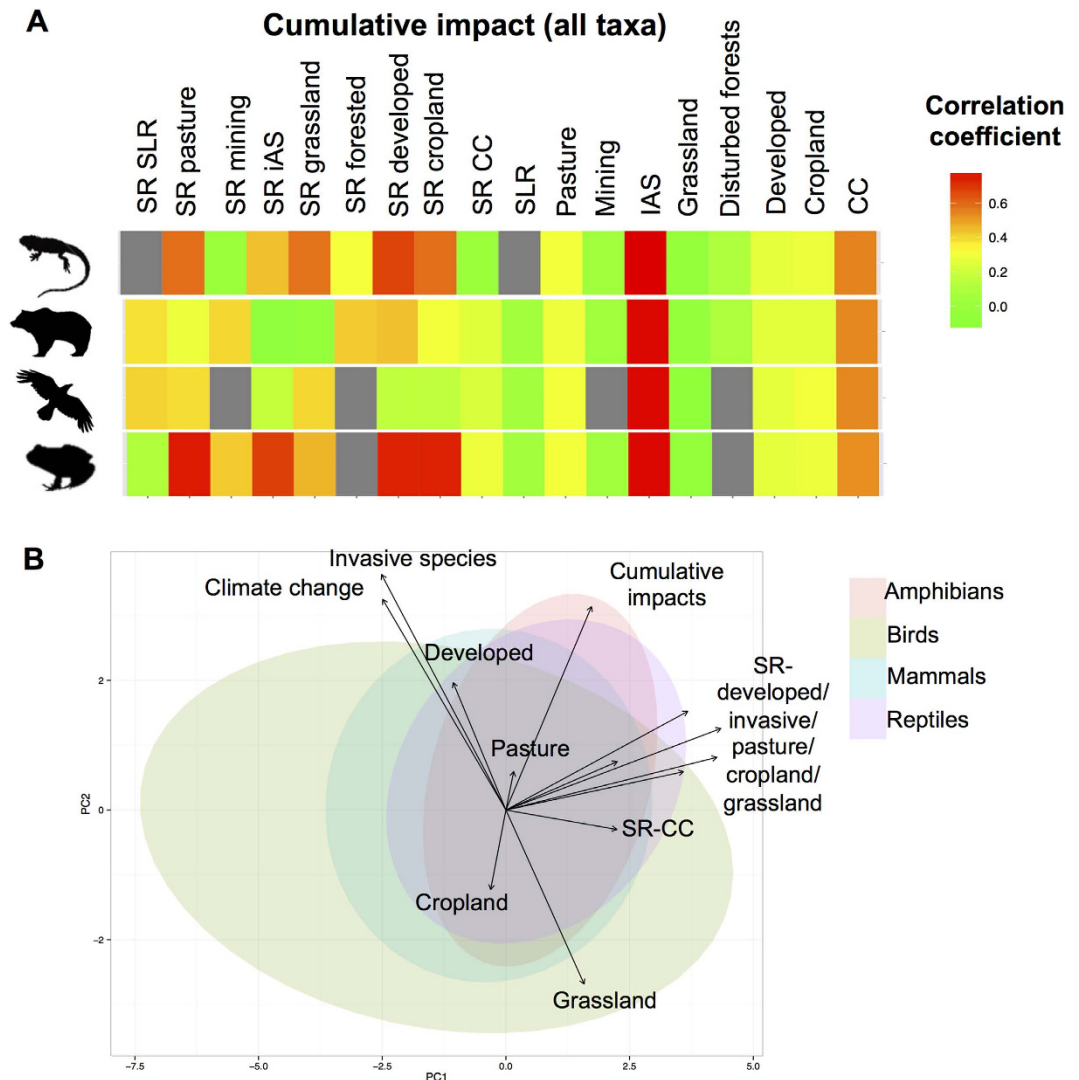 A
Cumulative impact (all taxa)
SR SLR
SR pasture
SR mining
SR iAS
SR grassland
SR forested
SR developed
SR cropland
SR CC
SLR
Pasture
Mining
IAS
Grassland
Disturbed forests
Developed
Cropland
CC
Correlation
coefficient
0.6
0.4
0.2
0.0
B
Invasive species
Climate change
Cumulative
impacts
Developed
Pasture
SR-
developed/
invasive/
pasture/
cropland/
grassland
SR-CC
Cropland
Grassland
Amphibians
Birds
Mammals
Reptiles
PC2
2
0
−2
−7.5
−5.0
−2.5
0.0
2.5
5.0
PC1